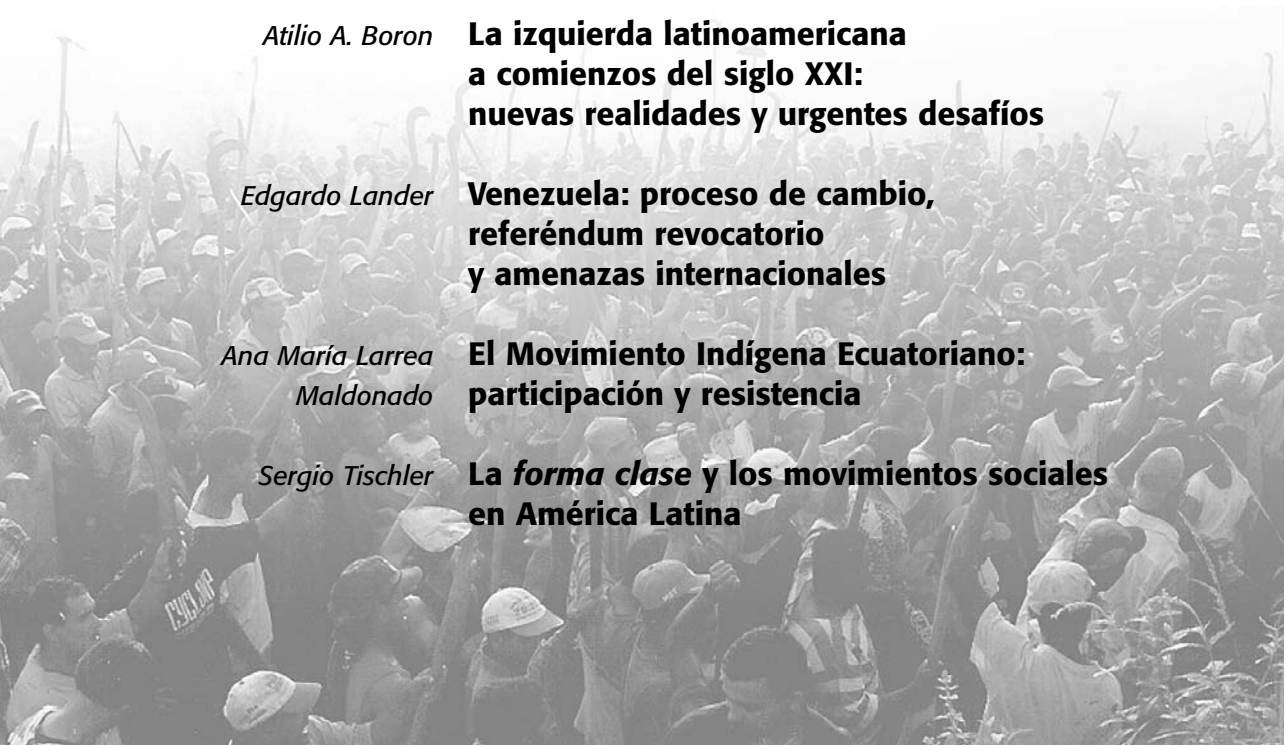 Atilio A. Boron La izquierda latinoamericana
a comienzos del siglo XXI:
nuevas realidades y urgentes desafíos
Edgardo Lander Venezuela: proceso de cambio,
referéndum revocatorio
y amenazas internacionales
Ana María Larrea El Movimiento Indígena Ecuatoriano:
Maldonado participación y resistencia
Sergio Tischler La forma clase y los movimientos sociales
en América Latina